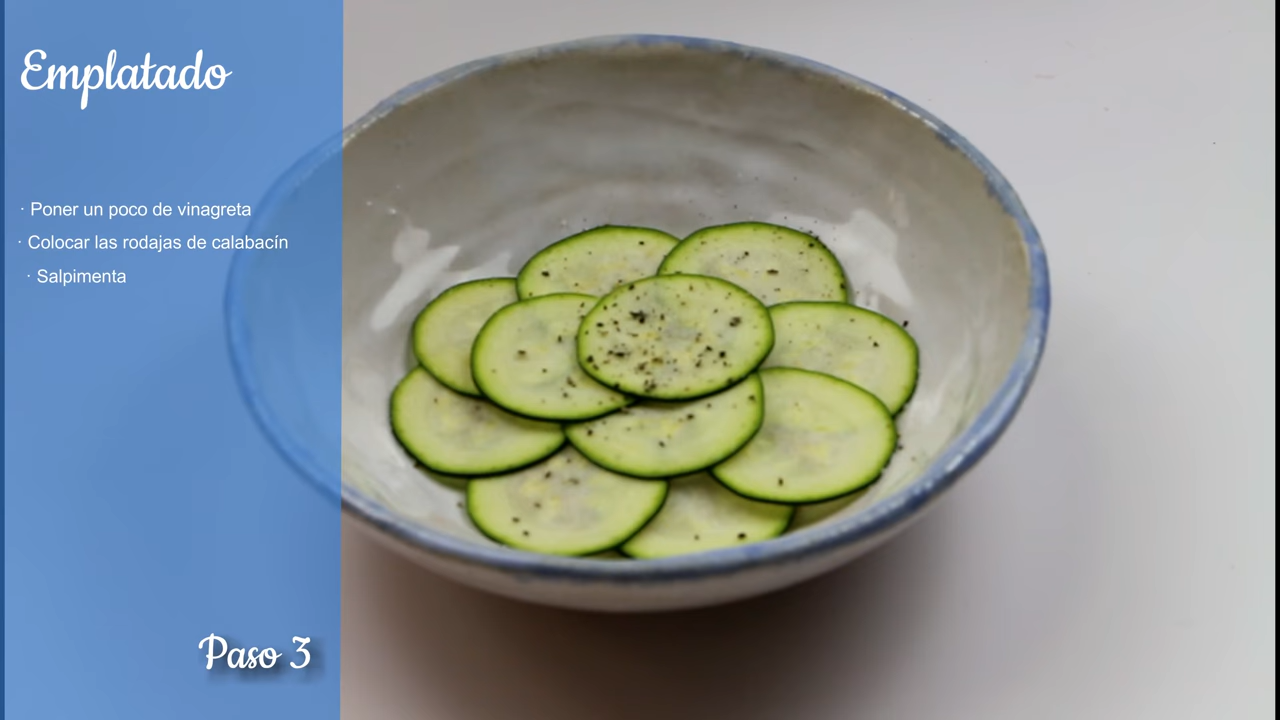 Emplatado
· Poner un poco de vinagreta
· Colocar las rodajas de calabacín
· Salpimenta
Paso 3